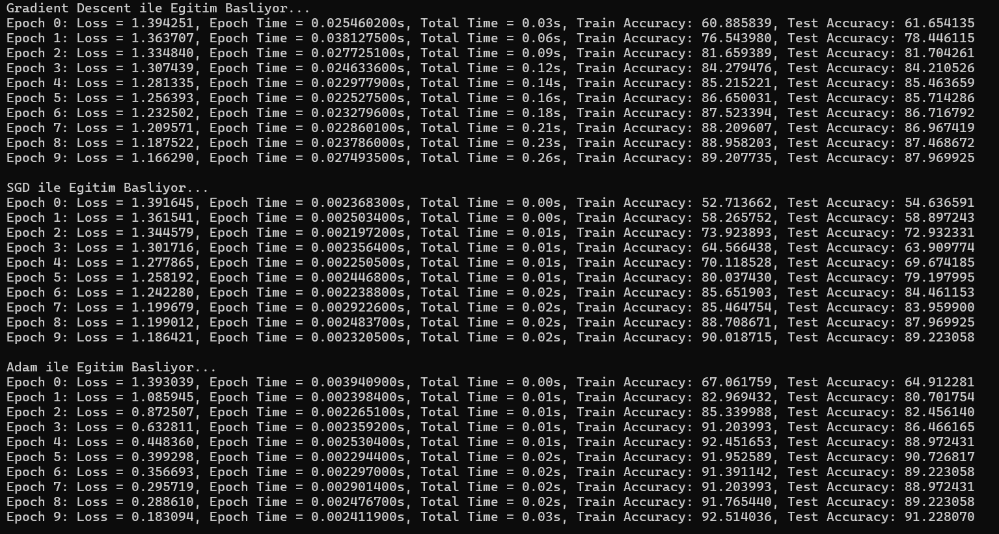 Gradient Descent ile Egitim Basliyor...
Epoch 0: Loss = 1.394251, Epoch Time = 0.025460200s, Total Time = 0.03s, Train Accuracy: 60.885839, Test Accuracy: 61.654135
Epoch 1: Loss = 1.363707, Epoch Time = 0.038127500s, Total Time = 0.06s, Train Accuracy: 76.543980, Test Accuracy: 78.446115
Epoch 2: Loss = 1.334840, Epoch Time = 0.027725100s, Total Time = 0.09s, Train Accuracy: 81.659389, Test Accuracy: 81.704261
Epoch 3: Loss = 1.307439, Epoch Time = 0.024633600s, Total Time = 0.12s, Train Accuracy: 84.279476, Test Accuracy: 84.210526
Epoch 4: Loss = 1.281335, Epoch Time = 0.022977900s, Total Time = 0.14s, Train Accuracy: 85.215221, Test Accuracy: 85.463659
Epoch 5: Loss = 1.256393, Epoch Time = 0.022527500s, Total Time = 0.16s, Train Accuracy: 86.650031, Test Accuracy: 85.714286
Epoch 6: Loss = 1.232502, Epoch Time = 0.023279600s, Total Time = 0.18s, Train Accuracy: 87.523394, Test Accuracy: 86.716792
Epoch 7: Loss = 1.209571, Epoch Time = 0.022860100s, Total Time = 0.21s, Train Accuracy: 88.209607, Test Accuracy: 86.967419
Epoch 8: Loss = 1.187522, Epoch Time = 0.023786000s, Total Time = 0.23s, Train Accuracy: 88.958203, Test Accuracy: 87.468672
Epoch 9: Loss = 1.166290, Epoch Time = 0.027493500s, Total Time = 0.26s, Train Accuracy: 89.207735, Test Accuracy: 87.969925
SGD ile Egitim Basliyor...
Epoch 0: Loss = 1.391645, Epoch Time = 0.002368300s, Total Time = 0.00s, Train Accuracy: 52.713662, Test Accuracy: 54.636591
Epoch 1: Loss = 1.361541, Epoch Time = 0.002503400s, Total Time = 0.00s, Train Accuracy: 58.265752, Test Accuracy: 58.897243
Epoch 2: Loss = 1.344579, Epoch Time = 0.002197200s, Total Time = 0.01s, Train Accuracy: 73.923893, Test Accuracy: 72.932331
Epoch 3: Loss = 1.301716, Epoch Time = 0.002356400s, Total Time = 0.01s, Train Accuracy: 64.566438, Test Accuracy: 63.909774
Epoch 4: Loss = 1.277865, Epoch Time = 0.002250500s, Total Time = 0.01s, Train Accuracy: 70.118528, Test Accuracy: 69.674185
Epoch 5: Loss = 1.258192, Epoch Time = 0.002446800s, Total Time = 0.01s, Train Accuracy: 80.037430, Test Accuracy: 79.197995
Epoch 6: Loss = 1.242280, Epoch Time = 0.002238800s, Total Time = 0.02s, Train Accuracy: 85.651903, Test Accuracy: 84.461153
Epoch 7: Loss = 1.199679, Epoch Time = 0.002922600s, Total Time = 0.02s, Train Accuracy: 85.464754, Test Accuracy: 83.959900
Epoch 8: Loss = 1.199012, Epoch Time = 0.002483700s, Total Time = 0.02s, Train Accuracy: 88.708671, Test Accuracy: 87.969925
Epoch 9: Loss = 1.186421, Epoch Time = 0.002320500s, Total Time = 0.02s, Train Accuracy: 90.018715, Test Accuracy: 89.223058
Adam ile Egitim Basliyor...
Epoch 0: Loss = 1.393039, Epoch Time = 0.003940900s, Total Time = 0.00s, Train Accuracy: 67.061759, Test Accuracy: 64.912281
Epoch 1: Loss = 1.085945, Epoch Time = 0.002398400s, Total Time = 0.01s, Train Accuracy: 82.969432, Test Accuracy: 80.701754
Epoch 2: Loss = 0.872507, Epoch Time = 0.002265100s, Total Time = 0.01s, Train Accuracy: 85.339988, Test Accuracy: 82.456140
Epoch 3: Loss = 0.632811, Epoch Time = 0.002359200s, Total Time = 0.01s, Train Accuracy: 91.203993, Test Accuracy: 86.466165
Epoch 4: Loss = 0.448360, Epoch Time = 0.002530400s, Total Time = 0.01s, Train Accuracy: 92.451653, Test Accuracy: 88.972431
Epoch 5: Loss = 0.399298, Epoch Time = 0.002294400s, Total Time = 0.02s, Train Accuracy: 91.952589, Test Accuracy: 90.726817
Epoch 6: Loss = 0.356693, Epoch Time = 0.002297000s, Total Time = 0.02s, Train Accuracy: 91.391142, Test Accuracy: 89.223058
Epoch 7: Loss = 0.295719, Epoch Time = 0.002901400s, Total Time = 0.02s, Train Accuracy: 91.203993, Test Accuracy: 88.972431
Epoch 8: Loss = 0.288610, Epoch Time = 0.002476700s, Total Time = 0.02s, Train Accuracy: 91.765440, Test Accuracy: 89.223058
Epoch 9: Loss = 0.183094, Epoch Time = 0.002411900s, Total Time = 0.03s, Train Accuracy: 92.514036, Test Accuracy: 91.228070